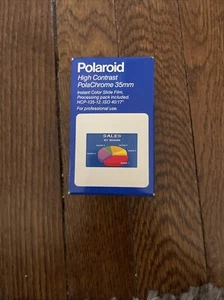 Polaroid
High Contrast
PolaChrome 35mm
Instant Color Slide Film.
Processing pack included.
HCP-135-12, ISO 40/17°
For professional use.
SALES